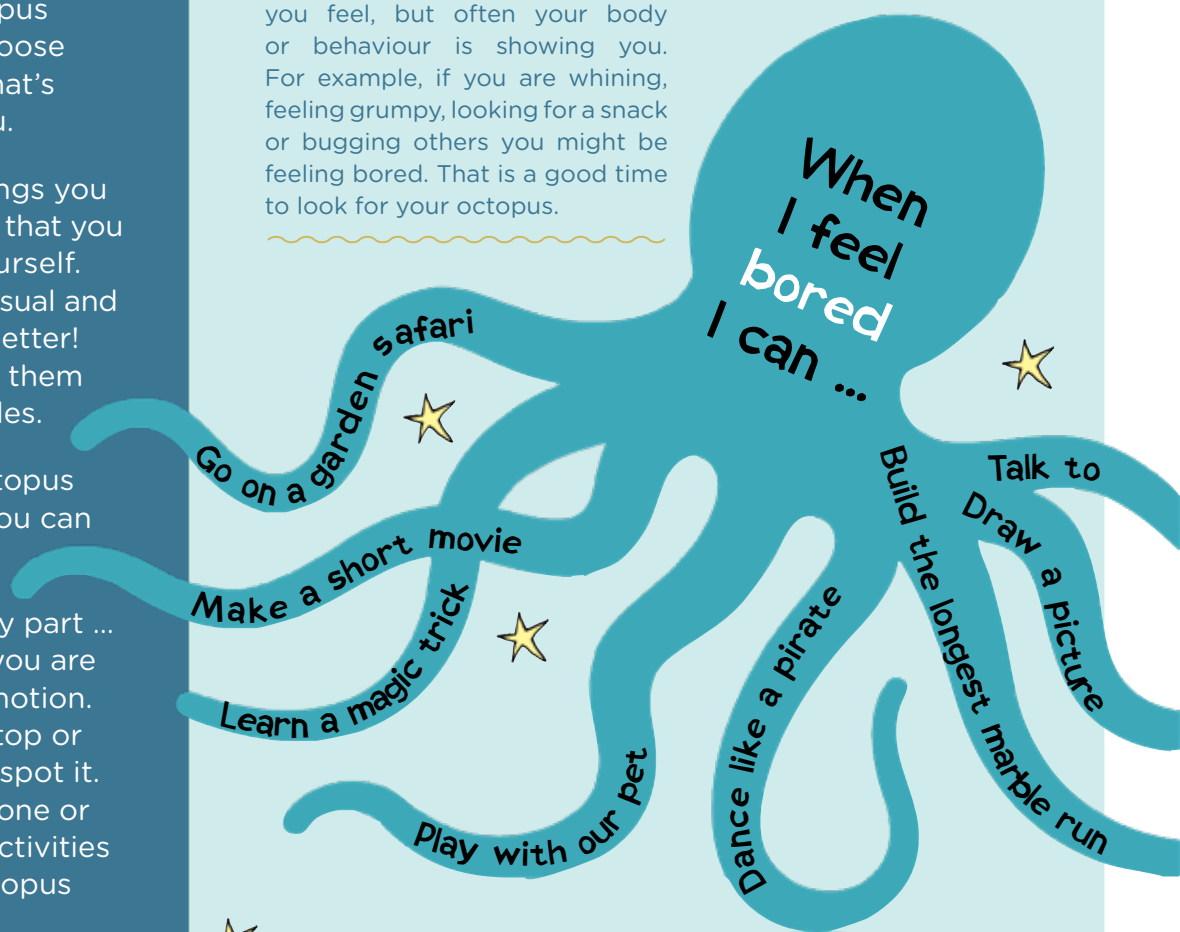 pus
oose
hat's
u.
ngs you
that you
urself.
sual and
etter!
them
les.
topus
ou can
y part ...
you are
motion.
top or
spot it.
one or
ctivities
opus
you feel, but often your body
or behaviour is showing you.
For example, if you are whining,
feeling grumpy, looking for a snack
or bugging others you might be
feeling bored. That is a good time
to look for your octopus.
When
I feel
bored
I can ...
Go on a garden safari
Make a short movie
Learn a magic trick
Play with our pet
Dance like a pirate
Build the longest marble run
Draw a picture
Talk to